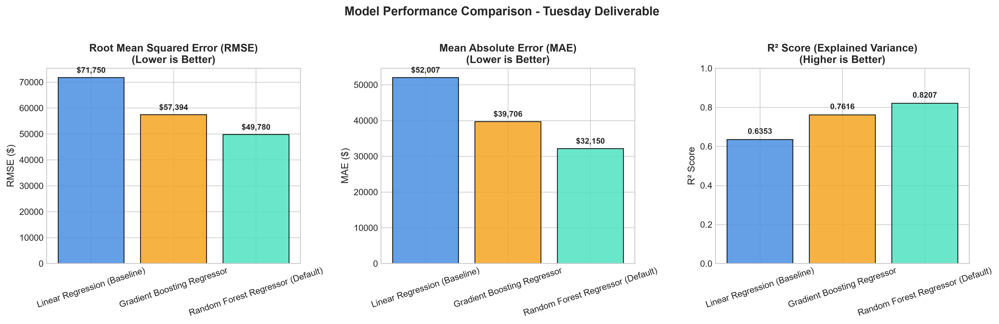 Model Performance Comparison - Tuesday Deliverable
Root Mean Squared Error (RMSE)
(Lower is Better)
$71,750
$57,394
$49,780
RMSE ($)
70000
60000
50000
40000
30000
20000
10000
0
Linear Regression (Baseline)
Gradient Boosting Regressor
Random Forest Regressor (Default)
Mean Absolute Error (MAE)
(Lower is Better)
$52,007
$39,706
$32,150
MAE ($)
50000
40000
30000
20000
10000
0
Linear Regression (Baseline)
Gradient Boosting Regressor
Random Forest Regressor (Default)
R² Score (Explained Variance)
(Higher is Better)
0.6353
0.7616
0.8207
R² Score
1.0
0.8
0.6
0.4
0.2
0.0
Linear Regression (Baseline)
Gradient Boosting Regressor
Random Forest Regressor (Default)